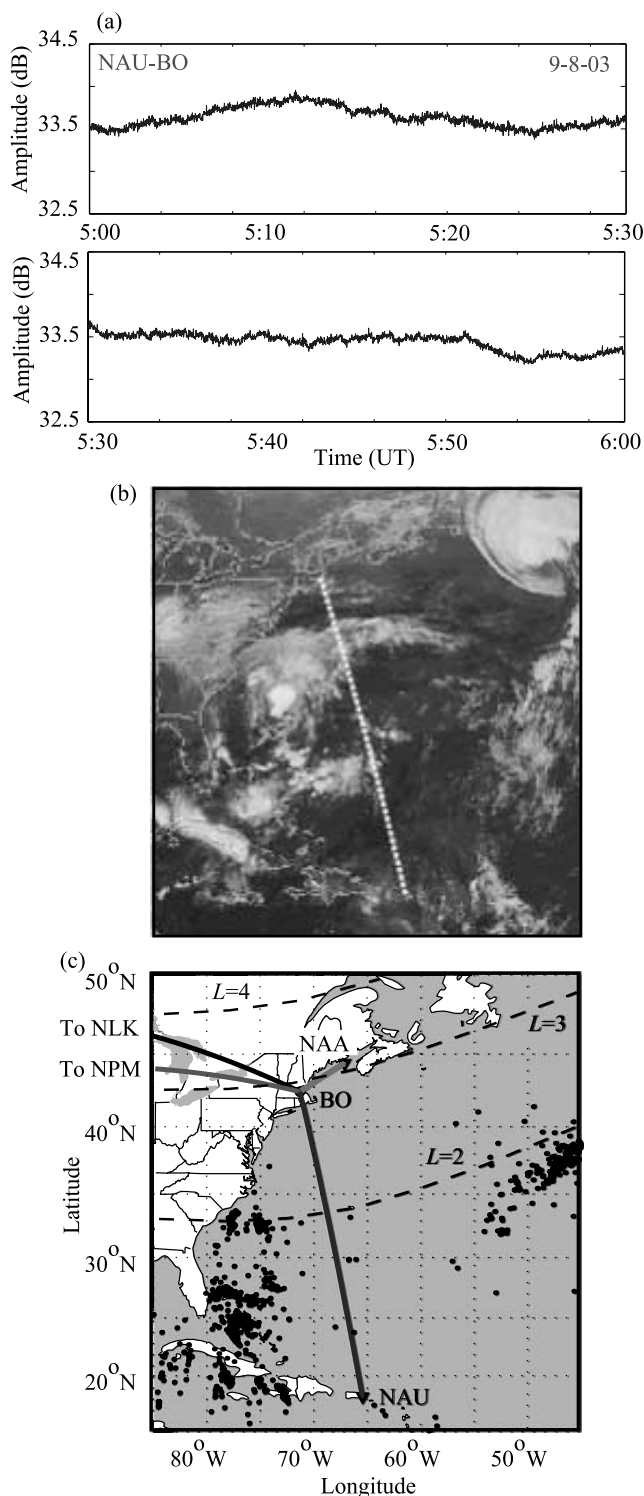 (a)
34.5
NAU-BO 9-8-03
33.5
32.5
Amplitude (dB)
5:00 5:10 5:20 5:30
34.5
33.5
32.5
Amplitude (dB)
5:30 5:40 5:50 6:00
Time (UT)
(b)
(c)
50°N
L=4
To NLK
NAA
L=3
To NPM
BO
40°N
L=2
Latitude
30°N
20°N
NAU
80°W 70°W 60°W 50°W
Longitude